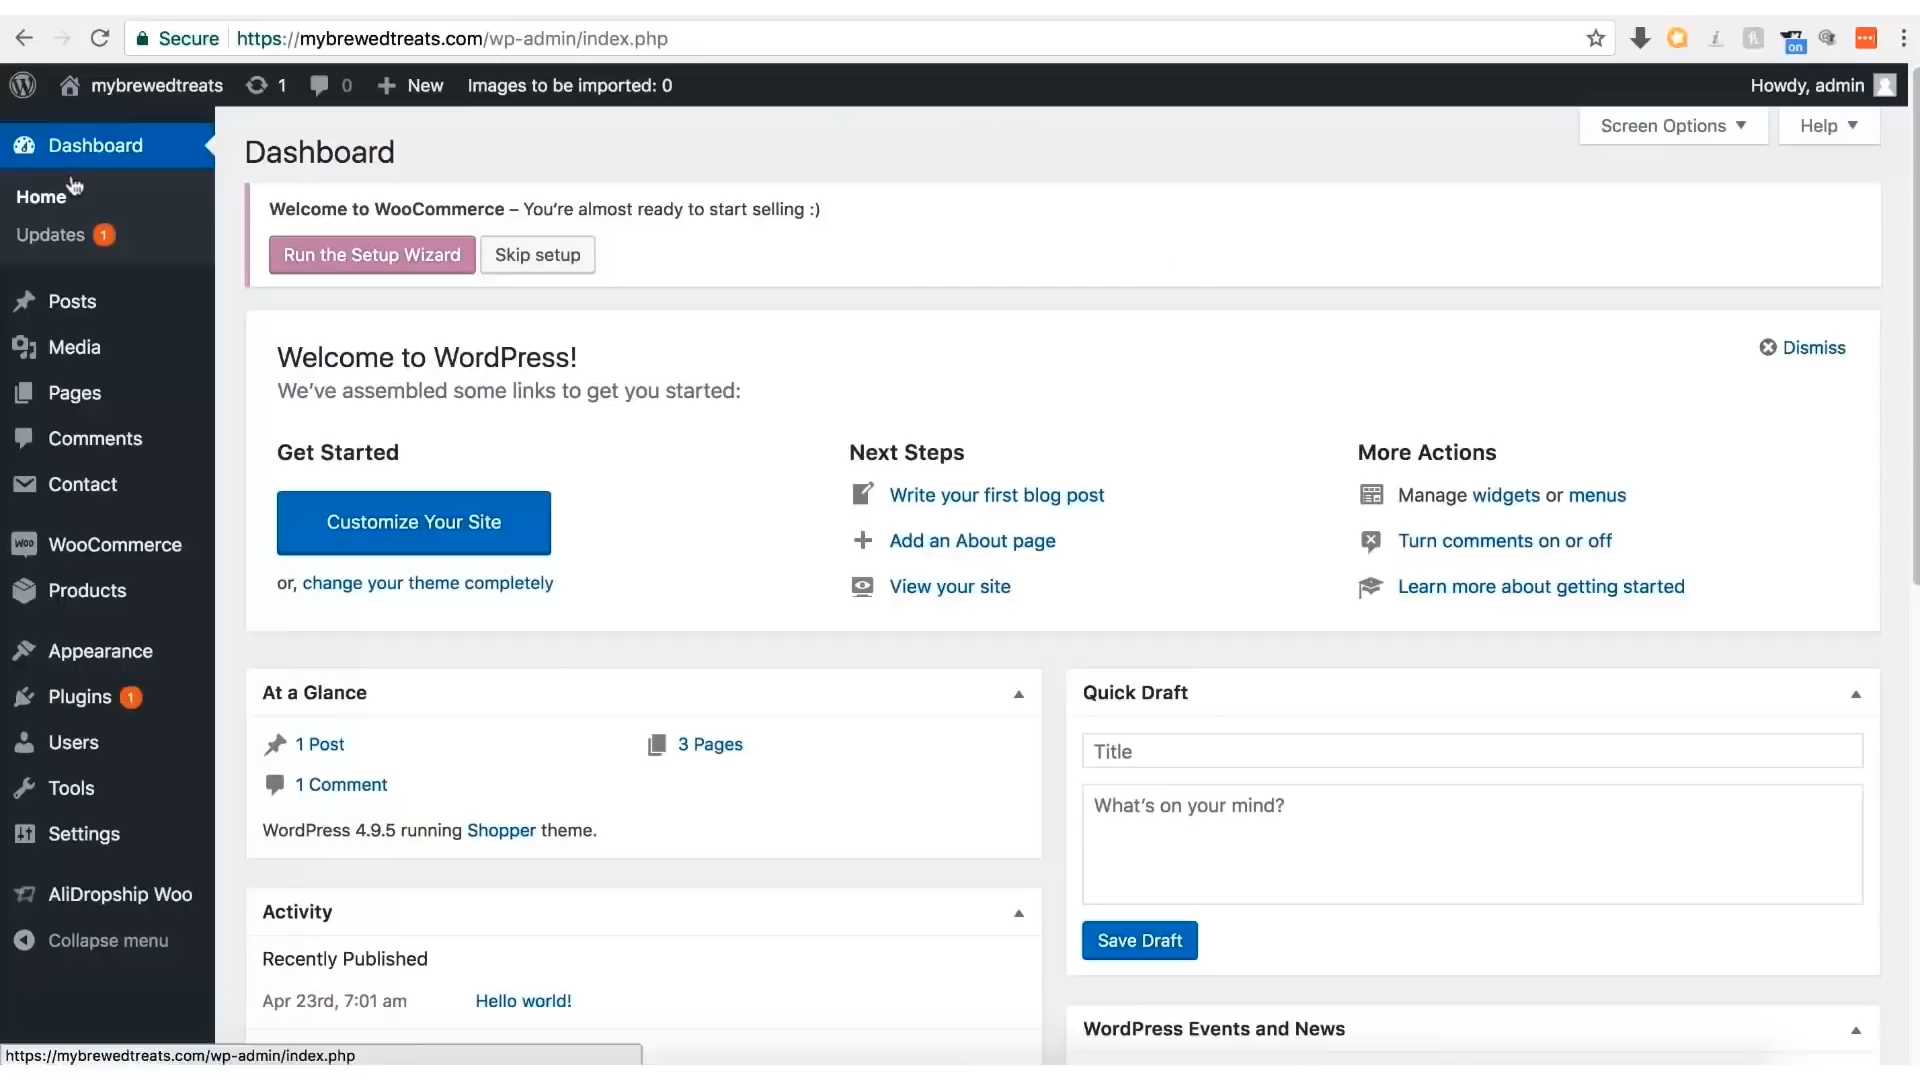 Secure https://mybrewedtreats.com/wp-admin/index.php
on
mybrewedtreats 1 0 New Images to be imported: 0 Howdy, admin
Dashboard
Home
Updates 1
Posts
Media
Pages
Comments
Contact
WooCommerce
Products
Appearance
Plugins 1
Users
Tools
Settings
AliDropship Woo
Collapse menu
Screen Options Help
Dashboard
Welcome to WooCommerce – You're almost ready to start selling :)
Run the Setup Wizard Skip setup
Welcome to WordPress!
Dismiss
We've assembled some links to get you started:
Get Started
Customize Your Site
or, change your theme completely
Next Steps
Write your first blog post
Add an About page
View your site
More Actions
Manage widgets or menus
Turn comments on or off
Learn more about getting started
At a Glance
1 Post 3 Pages
1 Comment
WordPress 4.9.5 running Shopper theme.
Activity
Recently Published
Apr 23rd, 7:01 am Hello world!
Quick Draft
Title
What's on your mind?
Save Draft
WordPress Events and News
https://mybrewedtreats.com/wp-admin/index.php